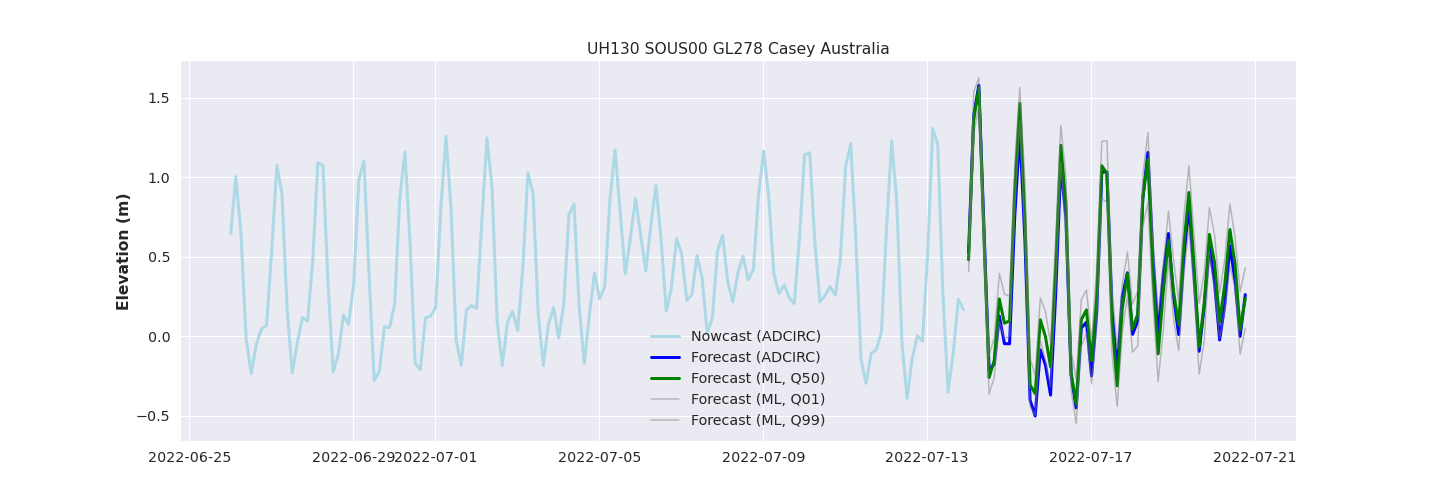 UH130 SOUS00 GL278 Casey Australia
Elevation (m)
1.5
1.0
0.5
0.0
−0.5
Nowcast (ADCIRC)
Forecast (ADCIRC)
Forecast (ML, Q50)
Forecast (ML, Q01)
Forecast (ML, Q99)
2022-06-25 2022-06-29 2022-07-01 2022-07-05 2022-07-09 2022-07-13 2022-07-17 2022-07-21